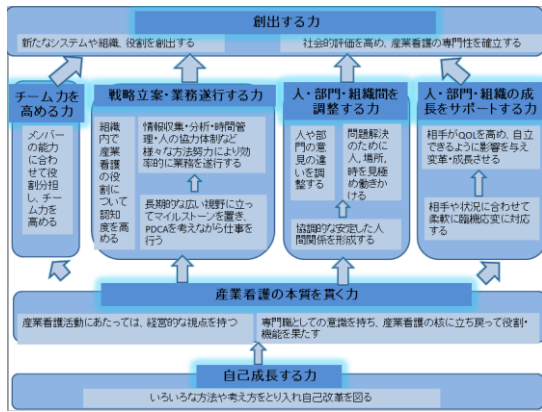 創出する力
新たなシステムや組織、役割を創出する
社会的評価を高め、産業看護の専門性を確立する
チーム力を
高める力
メンバー
の能力
に合わせ
て役割
分担
し、チー
ム力を
高める
戦略立案・業務遂行する力
組織
内で産
業看
護の役
割につ
いて認
知度を
高める
情報収集・分析・時間管
理・人の協力体制など
様々な方法努力により効
率的に業務を遂行する
長期的な広い視野に立っ
てマイルストーンを置き、
PDCAを考えながら仕事を
行う
人・部門・組織間を
調整する力
人や部
門の意
見の違
いを調
整する
問題解決
のために
人、場所、
時を見極
め働きか
ける
協調的な安定した人
間関係を形成する
人・部門・組織の成
長をサポートする力
相手がQOLを高め、自立
できるように影響を与え
変革・成長させる
相手や状況に合わせて
柔軟に臨機応変に対応
する
産業看護の本質を貫く力
産業看護活動にあたっては、経営的な視点を持つ
専門職としての意識を持ち、産業看護の核に立ち戻って役割・
機能を果たす
自己成長する力
いろいろな方法や考え方をとり入れ自己改革を図る